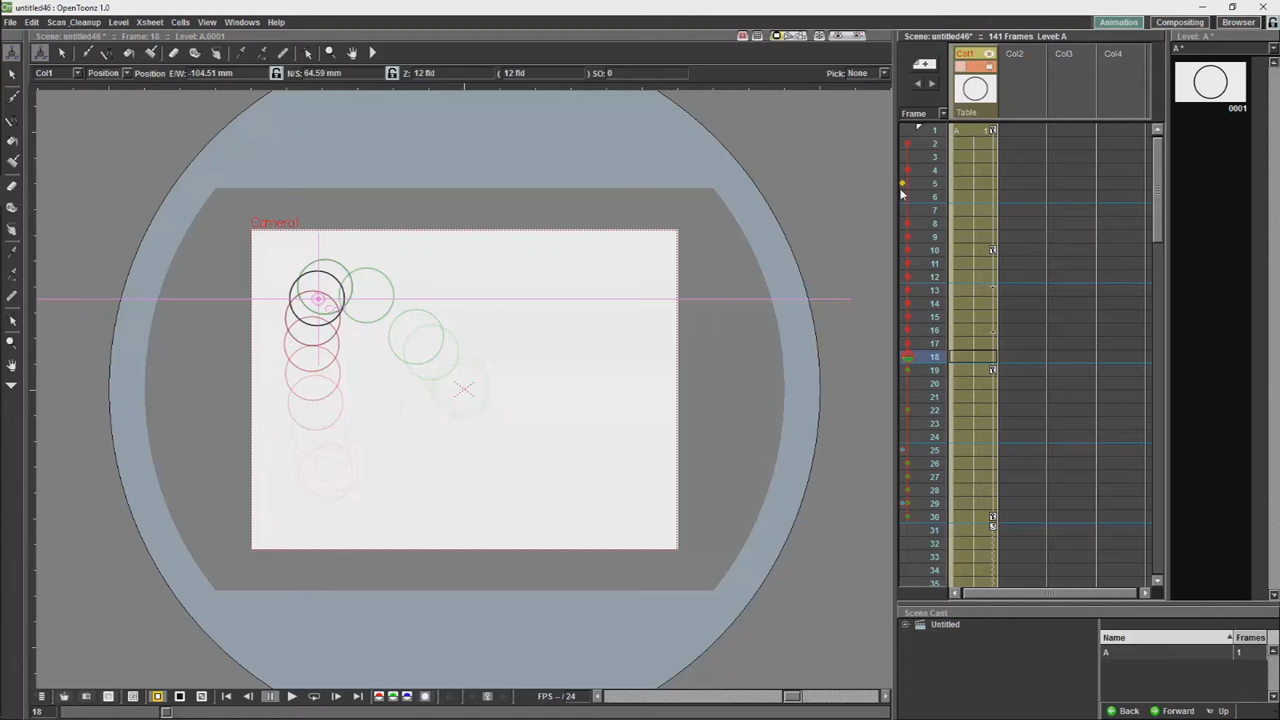 untitled46 - OpenToonz 1.0
File Edit Scan_Cleanup Level Xsheet Cells View Windows Help
Animation Compositing Browser
Scene: untitled46* :: Frame: 18 :: Level: A.0001
Scene: untitled46* :: 141 Frames Level: A
Level: A *
Col1 Position Position E/W: -104.51 mm N/S: 64.59 mm Z: 12 fld ( 12 fld ) SO: 0 Pick: None
Col1 Col2 Col3 Col4
A*
0001
Table
Frame
Camera1
1 A 1
2
3
4
5
6
7
8
9
10
11
12
13
14
15
16
17
18
19
20
21
22
23
24
25
26
27
28
29
30
31
32
33
34
35
Scene Cast
Untitled
Name Frames
A 1
FPS -- / 24
18
Back Forward Up